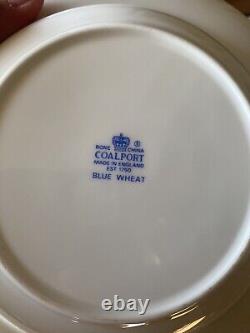 ®
BONE CHINA
COALPORT
MADE IN ENGLAND
EST 1750
BLUE WHEAT